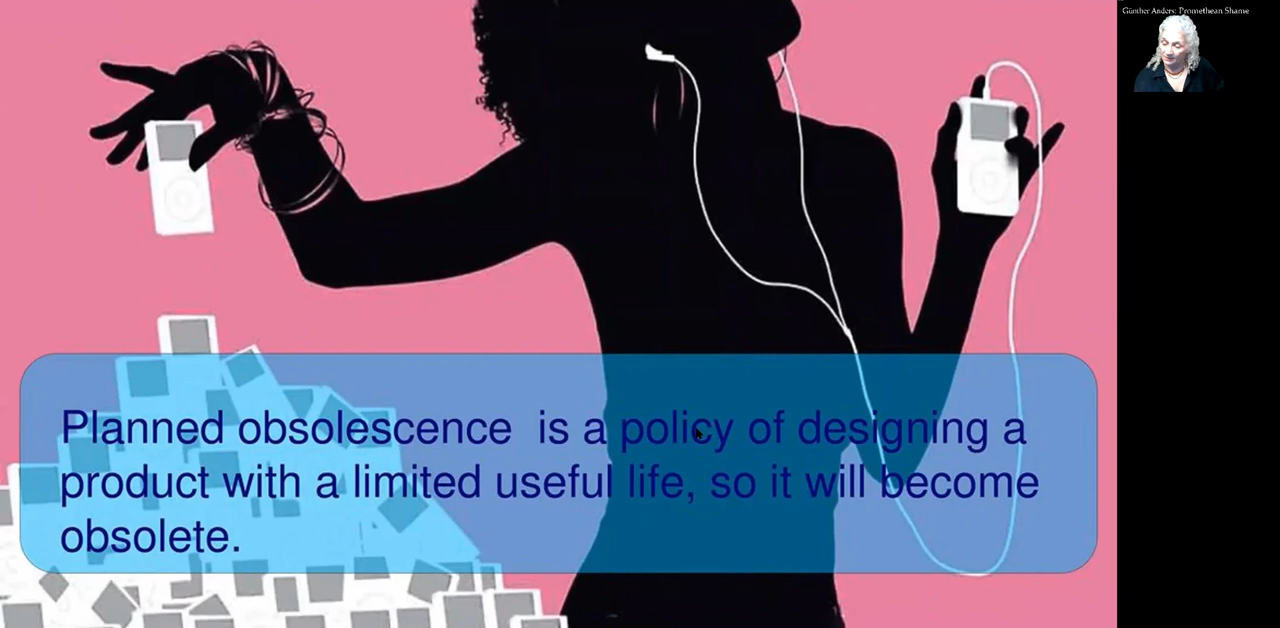 Günther Anders: Promethean Shame
Planned obsolescence  is a policy of designing a
product with a limited useful life, so it will become
obsolete.